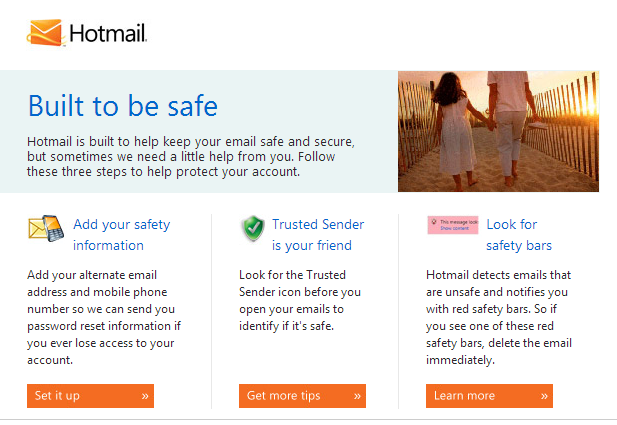 Hotmail
Built to be safe
Hotmail is built to help keep your email safe and secure,
but sometimes we need a little help from you. Follow
these three steps to help protect your account.
Add your safety
information
Add your alternate email
address and mobile phone
number so we can send you
password reset information if
you ever lose access to your
account.
Set it up »
Trusted Sender
is your friend
Look for the Trusted
Sender icon before you
open your emails to
identify if it's safe.
Get more tips »
This message look
Show content
Look for
safety bars
Hotmail detects emails that
are unsafe and notifies you
with red safety bars. So if
you see one of these red
safety bars, delete the email
immediately.
Learn more »